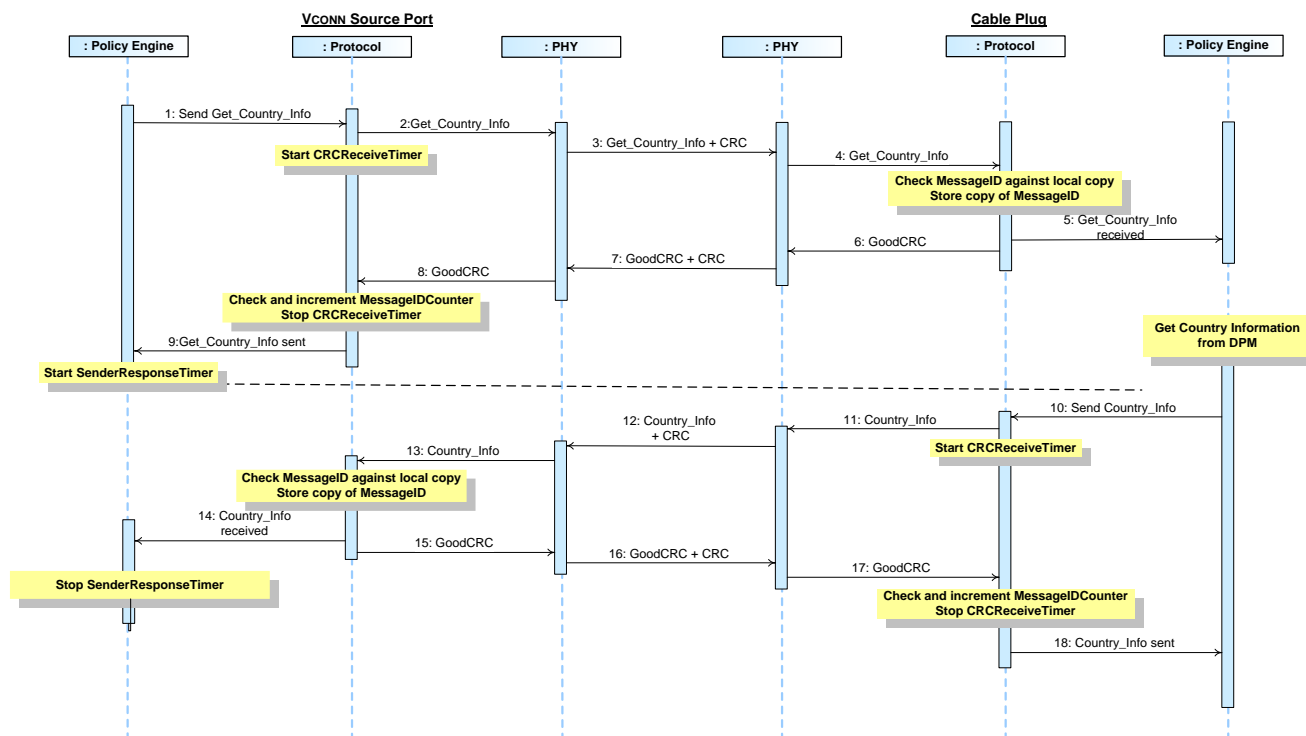 VCONN Source Port
Cable Plug
: Policy Engine
: Protocol
: PHY
: PHY
: Protocol
: Policy Engine
1: Send Get_Country_Info
2:Get_Country_Info
Start CRCReceiveTimer
3: Get_Country_Info + CRC
4: Get_Country_Info
Check MessageID against local copy
Store copy of MessageID
5: Get_Country_Info
received
6: GoodCRC
7: GoodCRC + CRC
8: GoodCRC
Check and increment MessageIDCounter
Stop CRCReceiveTimer
9:Get_Country_Info sent
Start SenderResponseTimer
Get Country Information
from DPM
10: Send Country_Info
11: Country_Info
Start CRCReceiveTimer
12: Country_Info
+ CRC
13: Country_Info
Check MessageID against local copy
Store copy of MessageID
14: Country_Info
received
15: GoodCRC
16: GoodCRC + CRC
17: GoodCRC
Stop SenderResponseTimer
Check and increment MessageIDCounter
Stop CRCReceiveTimer
18: Country_Info sent